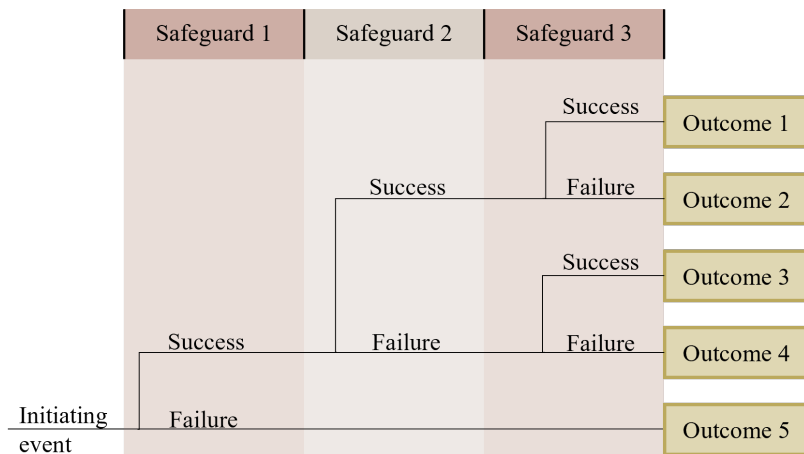 Safeguard 1
Safeguard 2
Safeguard 3
Success
Outcome 1
Success
Failure
Outcome 2
Success
Outcome 3
Success
Failure
Failure
Outcome 4
Initiating
event
Failure
Outcome 5